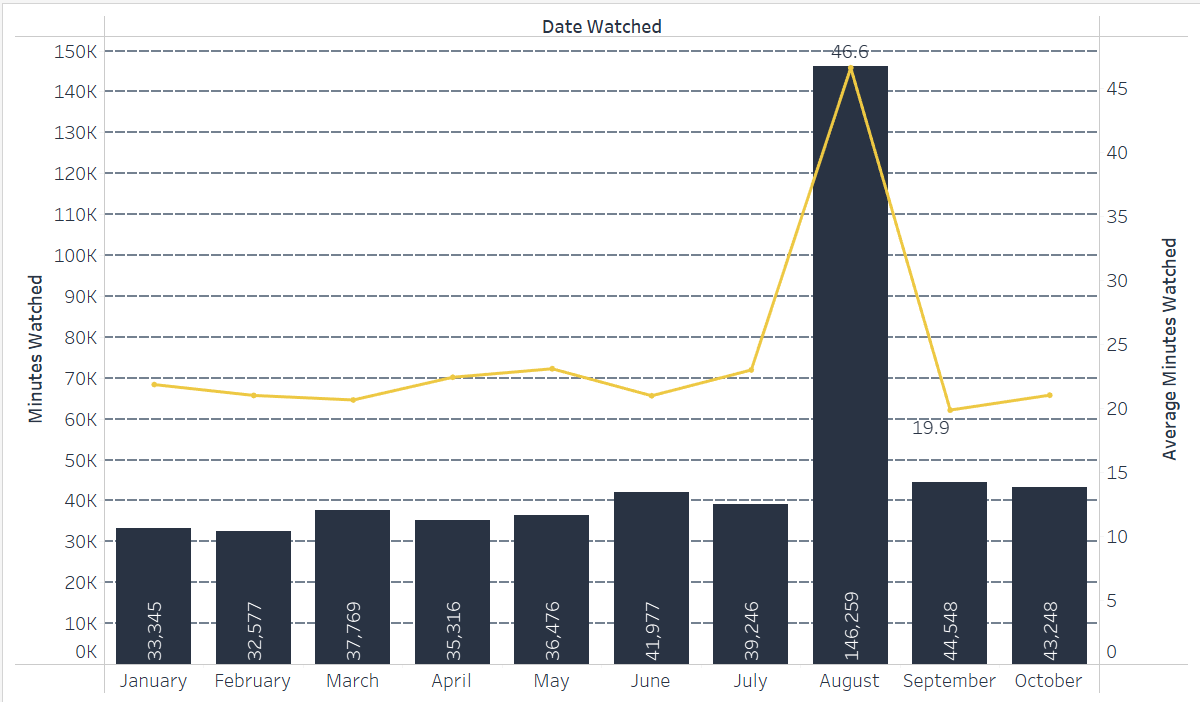 Date Watched
Minutes Watched
150K
140K
130K
120K
110K
100K
90K
80K
70K
60K
50K
40K
30K
20K
10K
0K
46.6
19.9
33,345
32,577
37,769
35,316
36,476
41,977
39,246
146,259
44,548
43,248
45
40
35
30
25
20
15
10
5
0
Average Minutes Watched
January February March April May June July August September October